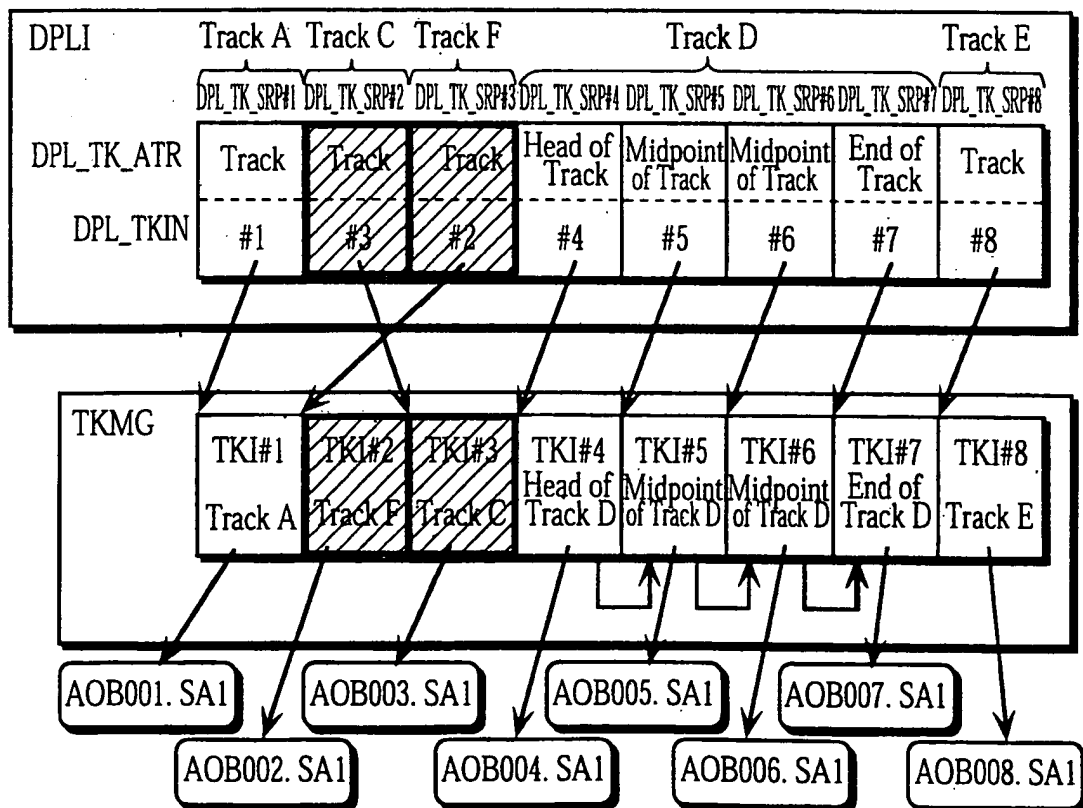 DPLI Track A Track C Track F Track D Track E
DPL_TK_SRP#1 DPL_TK_SRP#2 DPL_TK_SRP#3 DPL_TK_SRP#4 DPL_TK_SRP#5 DPL_TK_SRP#6 DPL_TK_SRP#7 DPL_TK_SRP#8
DPL_TK_ATR Track Track Track Head of Track Midpoint of Track Midpoint of Track End of Track Track
DPL_TKIN #1 #3 #2 #4 #5 #6 #7 #8
TKMG
TKI#1 TKI#2 TKI#3 TKI#4 TKI#5 TKI#6 TKI#7 TKI#8
Track A Track F Track C Head of Track D Midpoint of Track D Midpoint of Track D End of Track D Track E
AOB001. SA1 AOB003. SA1 AOB005. SA1 AOB007. SA1
AOB002. SA1 AOB004. SA1 AOB006. SA1 AOB008. SA1